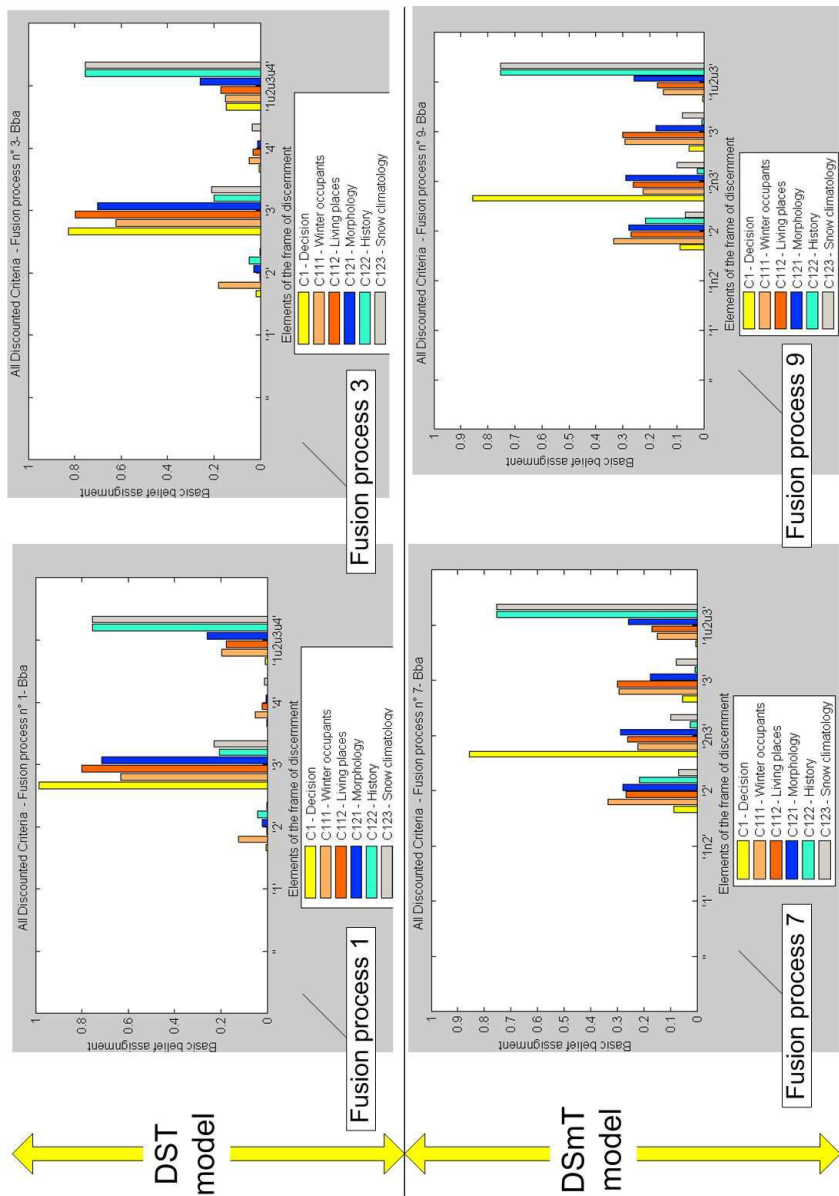 DST
model
All Discounted Criteria - Fusion process n° 1- Bba
Basic belief assignment
1
0.8
0.6
0.4
0.2
0
'' '1' '2' '3' '4' '1u2u3u4'
Elements of the frame of discernment
C1 - Decision
C111 - Winter occupants
C112 - Living places
C121 - Morphology
C122 - History
C123 - Snow climatology
Fusion process 1
All Discounted Criteria - Fusion process n° 3- Bba
Basic belief assignment
1
0.8
0.6
0.4
0.2
0
'' '1' '2' '3' '4' '1u2u3u4'
Elements of the frame of discernment
C1 - Decision
C111 - Winter occupants
C112 - Living places
C121 - Morphology
C122 - History
C123 - Snow climatology
Fusion process 3
DSmT
model
All Discounted Criteria - Fusion process n° 7- Bba
Basic belief assignment
1
0.9
0.8
0.7
0.6
0.5
0.4
0.3
0.2
0.1
0
'' '1' '1n2' '2' '2n3' '3' '1u2u3'
Elements of the frame of discernment
C1 - Decision
C111 - Winter occupants
C112 - Living places
C121 - Morphology
C122 - History
C123 - Snow climatology
Fusion process 7
All Discounted Criteria - Fusion process n° 9- Bba
Basic belief assignment
1
0.9
0.8
0.7
0.6
0.5
0.4
0.3
0.2
0.1
0
'' '1' '1n2' '2' '2n3' '3' '1u2u3'
Elements of the frame of discernment
C1 - Decision
C111 - Winter occupants
C112 - Living places
C121 - Morphology
C122 - History
C123 - Snow climatology
Fusion process 9